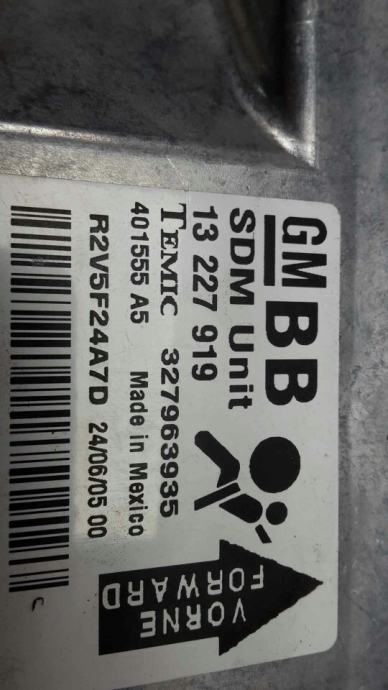 GM BB
SDM Unit
13 227 919
TEMIC 327963935
401555 A5 Made in Mexico
R2V5F24A7D 24/06/05 00
VORNE
FORWARD